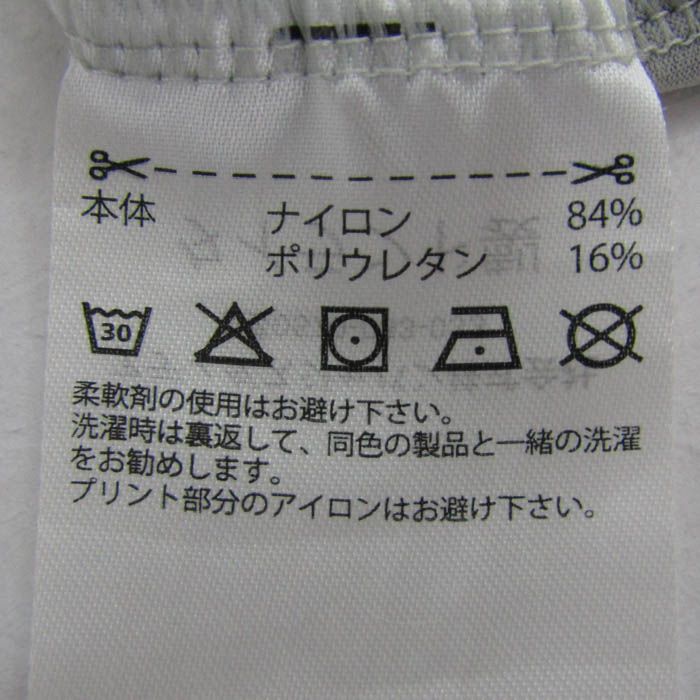 本体 ナイロン 84%
ポリウレタン 16%
30
柔軟剤の使用はお避け下さい。
洗濯時は裏返して、同色の製品と一緒の洗濯
をお勧めします。
プリント部分のアイロンはお避け下さい。